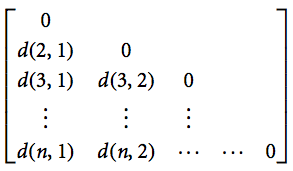 0
d(2, 1) 0
d(3, 1) d(3, 2) 0
⋮ ⋮ ⋮
d(n, 1) d(n, 2) ⋯ ⋯ 0